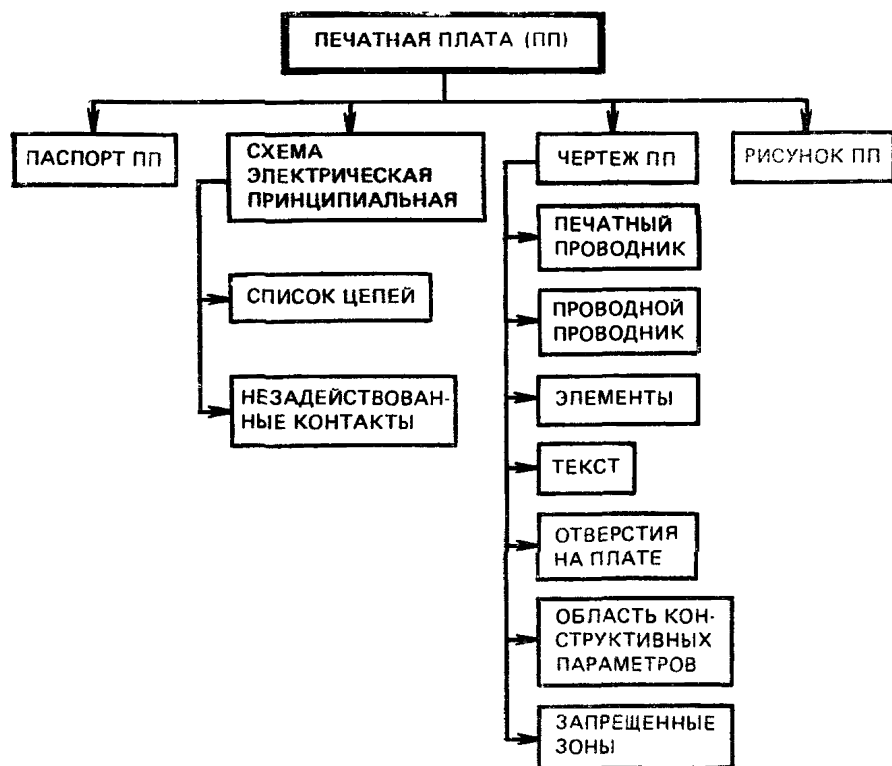 ПЕЧАТНАЯ ПЛАТА (ПП)
ПАСПОРТ ПП
СХЕМА
ЭЛЕКТРИЧЕСКАЯ
ПРИНЦИПИАЛЬНАЯ
ЧЕРТЕЖ ПП
РИСУНОК ПП
СПИСОК ЦЕПЕЙ
НЕЗАДЕЙСТВОВАН-
НЫЕ КОНТАКТЫ
ПЕЧАТНЫЙ
ПРОВОДНИК
ПРОВОДНОЙ
ПРОВОДНИК
ЭЛЕМЕНТЫ
ТЕКСТ
ОТВЕРСТИЯ
НА ПЛАТЕ
ОБЛАСТЬ КОН-
СТРУКТИВНЫХ
ПАРАМЕТРОВ
ЗАПРЕЩЕННЫЕ
ЗОНЫ